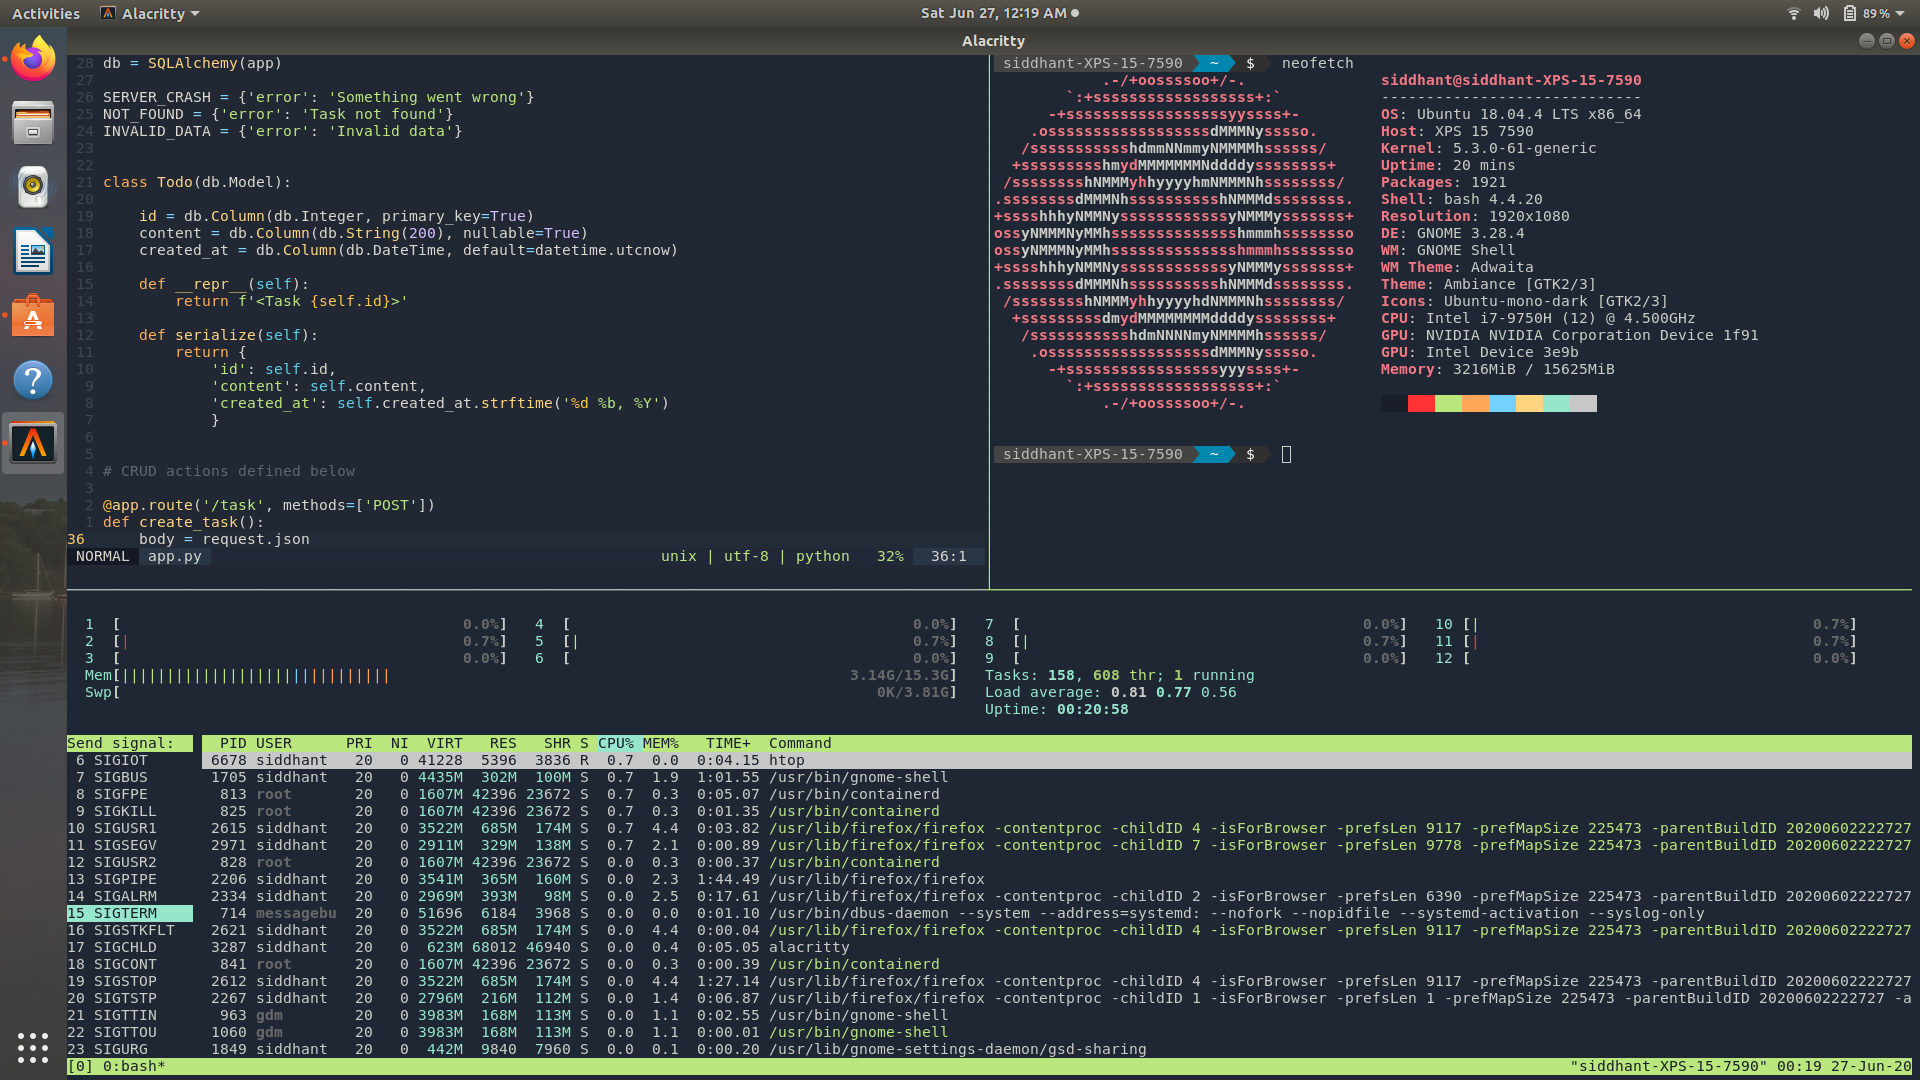 Activities Alacritty Sat Jun 27, 12:19 AM 89 %
Alacritty
28 db = SQLAlchemy(app)
27
26 SERVER_CRASH = {'error': 'Something went wrong'}
25 NOT_FOUND = {'error': 'Task not found'}
24 INVALID_DATA = {'error': 'Invalid data'}
23
22
21 class Todo(db.Model):
20
19     id = db.Column(db.Integer, primary_key=True)
18     content = db.Column(db.String(200), nullable=True)
17     created_at = db.Column(db.DateTime, default=datetime.utcnow)
16
15     def __repr__(self):
14         return f'<Task {self.id}>'
13
12     def serialize(self):
11         return {
10             'id': self.id,
9             'content': self.content,
8             'created_at': self.created_at.strftime('%d %b, %Y')
7             }
6
5
4 # CRUD actions defined below
3
2 @app.route('/task', methods=['POST'])
1 def create_task():
36     body = request.json
NORMAL app.py unix | utf-8 | python 32% 36:1
siddhant-XPS-15-7590 ~ $ neofetch
.-/+oossssoo+/-.
`:+ssssssssssssssssss+:`
-+ssssssssssssssssssyyssss+-
.ossssssssssssssssssdMMMNysssso.
/ssssssssssshdmmNNmmyNMMMMhssssss/
+ssssssssshmydMMMMMMMNddddyssssssss+
/sssssssshNMMMyhhyyyyhmNMMMNhssssssss/
.ssssssssdMMMNhsssssssssshNMMMdssssssss.
+sssshhhyNMMNyssssssssssssyNMMMysssssss+
ossyNMMMNyMMhsssssssssssssshmmmhssssssso
ossyNMMMNyMMhsssssssssssssshmmmhssssssso
+sssshhhyNMMNyssssssssssssyNMMMysssssss+
.ssssssssdMMMNhsssssssssshNMMMdssssssss.
/sssssssshNMMMyhhyyyyhdNMMMNhssssssss/
+sssssssssdmydMMMMMMMMddddyssssssss+
/ssssssssssshdmNNNNmyNMMMMhssssss/
.ossssssssssssssssssdMMMNysssso.
-+sssssssssssssssssyyyssss+-
`:+ssssssssssssssssss+:`
.-/+oossssoo+/-.
siddhant@siddhant-XPS-15-7590
-----------------------------
OS: Ubuntu 18.04.4 LTS x86_64
Host: XPS 15 7590
Kernel: 5.3.0-61-generic
Uptime: 20 mins
Packages: 1921
Shell: bash 4.4.20
Resolution: 1920x1080
DE: GNOME 3.28.4
WM: GNOME Shell
WM Theme: Adwaita
Theme: Ambiance [GTK2/3]
Icons: Ubuntu-mono-dark [GTK2/3]
CPU: Intel i7-9750H (12) @ 4.500GHz
GPU: NVIDIA NVIDIA Corporation Device 1f91
GPU: Intel Device 3e9b
Memory: 3216MiB / 15625MiB
siddhant-XPS-15-7590 ~ $
1 [ 0.0%] 4 [ 0.0%] 7 [ 0.0%] 10 [| 0.7%]
2 [| 0.7%] 5 [| 0.7%] 8 [| 0.7%] 11 [| 0.7%]
3 [ 0.0%] 6 [ 0.0%] 9 [ 0.0%] 12 [ 0.0%]
Mem[|||||||||||||||||||||||||||||| 3.14G/15.3G] Tasks: 158, 608 thr; 1 running
Swp[ 0K/3.81G] Load average: 0.81 0.77 0.56
Uptime: 00:20:58
Send signal: PID USER PRI NI VIRT RES SHR S CPU% MEM% TIME+ Command
6 SIGIOT 6678 siddhant 20 0 41228 5396 3836 R 0.7 0.0 0:04.15 htop
7 SIGBUS 1705 siddhant 20 0 4435M 302M 100M S 0.7 1.9 1:01.55 /usr/bin/gnome-shell
8 SIGFPE 813 root 20 0 1607M 42396 23672 S 0.7 0.3 0:05.07 /usr/bin/containerd
9 SIGKILL 825 root 20 0 1607M 42396 23672 S 0.7 0.3 0:01.35 /usr/bin/containerd
10 SIGUSR1 2615 siddhant 20 0 3522M 685M 174M S 0.7 4.4 0:03.82 /usr/lib/firefox/firefox -contentproc -childID 4 -isForBrowser -prefsLen 9117 -prefMapSize 225473 -parentBuildID 20200602222727
11 SIGSEGV 2971 siddhant 20 0 2911M 329M 138M S 0.7 2.1 0:00.89 /usr/lib/firefox/firefox -contentproc -childID 7 -isForBrowser -prefsLen 9778 -prefMapSize 225473 -parentBuildID 20200602222727
12 SIGUSR2 828 root 20 0 1607M 42396 23672 S 0.0 0.3 0:00.37 /usr/bin/containerd
13 SIGPIPE 2206 siddhant 20 0 3541M 365M 160M S 0.0 2.3 1:44.49 /usr/lib/firefox/firefox
14 SIGALRM 2334 siddhant 20 0 2969M 393M 98M S 0.0 2.5 0:17.61 /usr/lib/firefox/firefox -contentproc -childID 2 -isForBrowser -prefsLen 6390 -prefMapSize 225473 -parentBuildID 20200602222727
15 SIGTERM 714 messagebu 20 0 51696 6184 3968 S 0.0 0.0 0:01.10 /usr/bin/dbus-daemon --system --address=systemd: --nofork --nopidfile --systemd-activation --syslog-only
16 SIGSTKFLT 2621 siddhant 20 0 3522M 685M 174M S 0.0 4.4 0:00.04 /usr/lib/firefox/firefox -contentproc -childID 4 -isForBrowser -prefsLen 9117 -prefMapSize 225473 -parentBuildID 20200602222727
17 SIGCHLD 3287 siddhant 20 0 623M 68012 46940 S 0.0 0.4 0:05.05 alacritty
18 SIGCONT 841 root 20 0 1607M 42396 23672 S 0.0 0.3 0:00.39 /usr/bin/containerd
19 SIGSTOP 2612 siddhant 20 0 3522M 685M 174M S 0.0 4.4 1:27.14 /usr/lib/firefox/firefox -contentproc -childID 4 -isForBrowser -prefsLen 9117 -prefMapSize 225473 -parentBuildID 20200602222727
20 SIGTSTP 2267 siddhant 20 0 2796M 216M 112M S 0.0 1.4 0:06.87 /usr/lib/firefox/firefox -contentproc -childID 1 -isForBrowser -prefsLen 1 -prefMapSize 225473 -parentBuildID 20200602222727 -a
21 SIGTTIN 963 gdm 20 0 3983M 168M 113M S 0.0 1.1 0:02.55 /usr/bin/gnome-shell
22 SIGTTOU 1060 gdm 20 0 3983M 168M 113M S 0.0 1.1 0:00.01 /usr/bin/gnome-shell
23 SIGURG 1849 siddhant 20 0 442M 9840 7960 S 0.0 0.1 0:00.20 /usr/lib/gnome-settings-daemon/gsd-sharing
[0] 0:bash* "siddhant-XPS-15-7590" 00:19 27-Jun-20